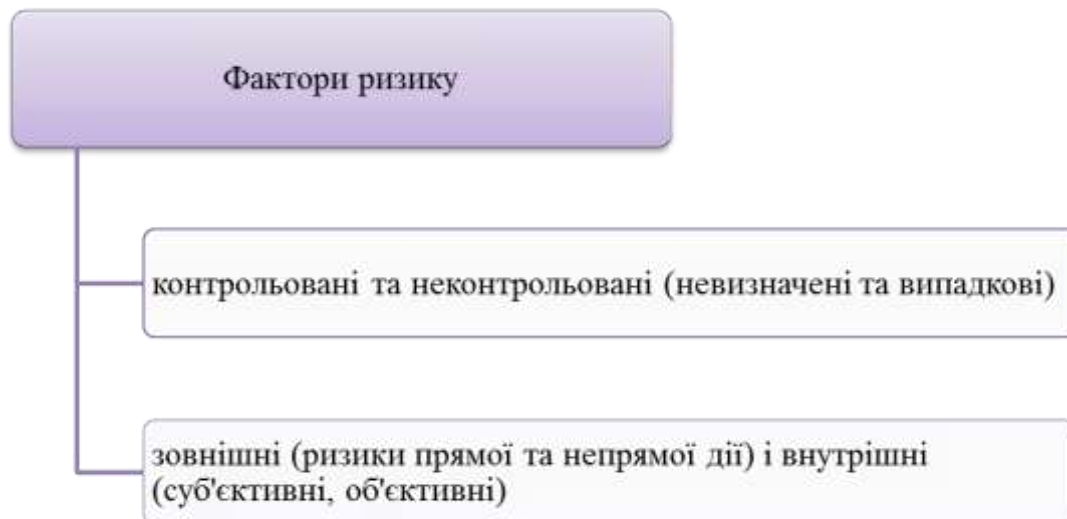 Фактори ризику
контрольовані та неконтрольовані (невизначені та випадкові)
зовнішні (ризики прямої та непрямої дії) і внутрішні
(суб'єктивні, об'єктивні)